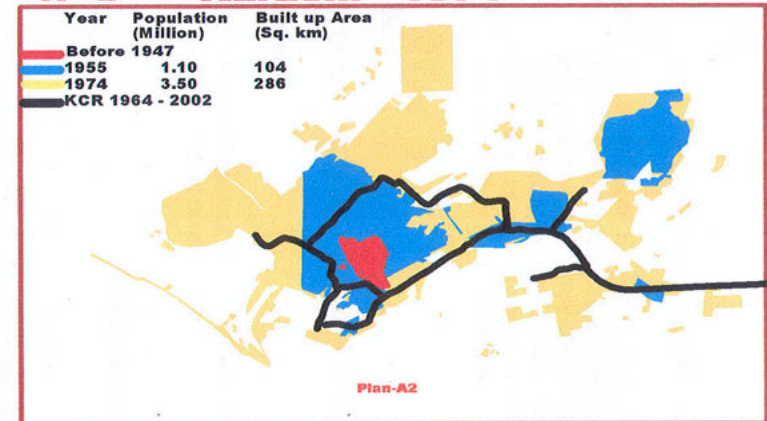 Year Population Built up Area
(Million) (Sq. km)
Before 1947
1955 1.10 104
1974 3.50 286
KCR 1964 - 2002
Plan-A2